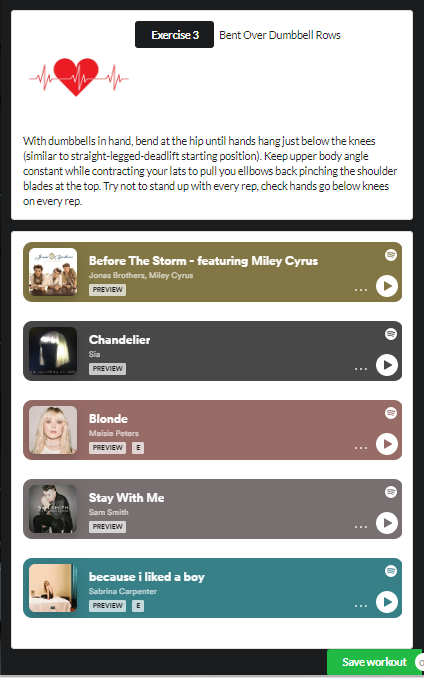 Exercise 3 Bent Over Dumbbell Rows
With dumbbells in hand, bend at the hip until hands hang just below the knees
(similar to straight-legged-deadlift starting position). Keep upper body angle
constant while contracting your lats to pull you ellbows back pinching the shoulder
blades at the top. Try not to stand up with every rep, check hands go below knees
on every rep.
Before The Storm - featuring Miley Cyrus
Jonas Brothers, Miley Cyrus
PREVIEW
Chandelier
Sia
PREVIEW
Blonde
Maisie Peters
PREVIEW E
Stay With Me
Sam Smith
PREVIEW
because i liked a boy
Sabrina Carpenter
PREVIEW E
Save workout